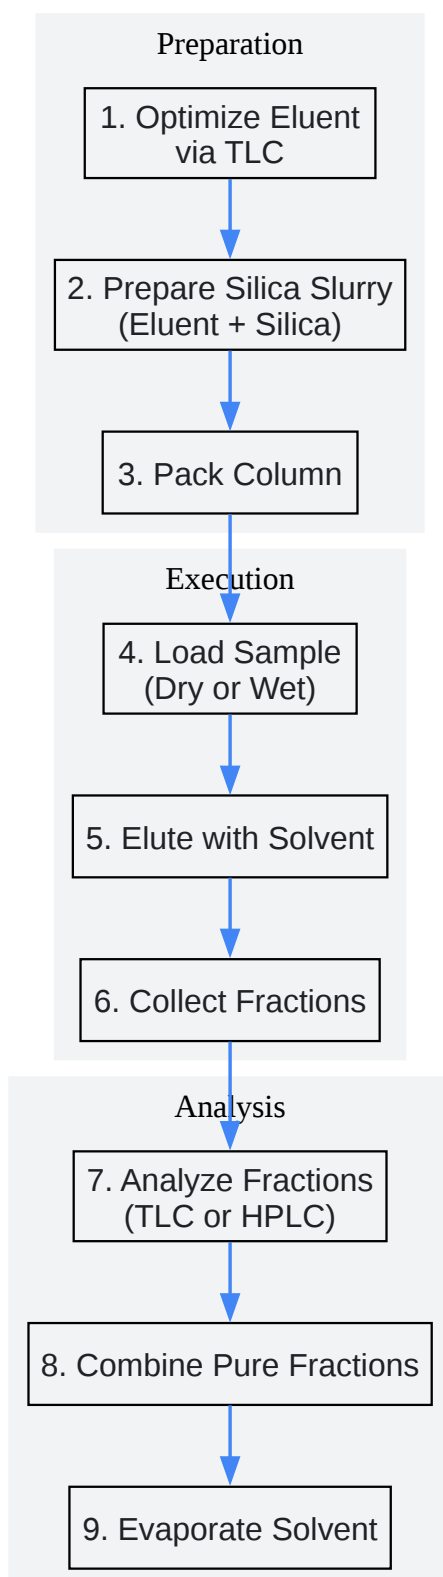 Preparation
1. Optimize Eluent
via TLC
2. Prepare Silica Slurry
(Eluent + Silica)
3. Pack Column
Execution
4. Load Sample
(Dry or Wet)
5. Elute with Solvent
6. Collect Fractions
Analysis
7. Analyze Fractions
(TLC or HPLC)
8. Combine Pure Fractions
9. Evaporate Solvent